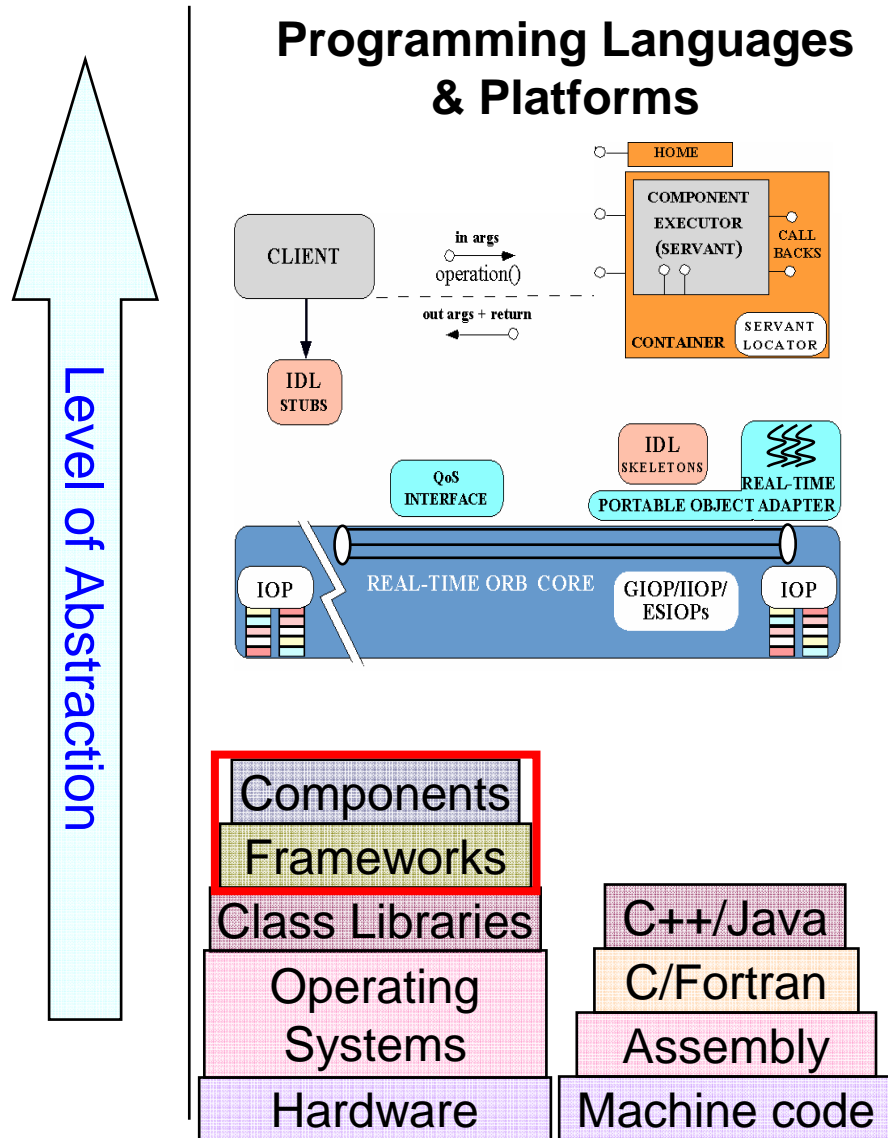 Programming Languages
& Platforms
Level of Abstraction
HOME
COMPONENT
EXECUTOR
(SERVANT)
CALL
BACKS
CLIENT
in args
operation()
out args + return
CONTAINER
SERVANT
LOCATOR
IDL
STUBS
IDL
SKELETONS
QoS
INTERFACE
REAL-TIME
PORTABLE OBJECT ADAPTER
IOP
REAL-TIME ORB CORE
GIOP/IIOP/
ESIOPs
IOP
Components
Frameworks
Class Libraries
Operating
Systems
Hardware
C++/Java
C/Fortran
Assembly
Machine code